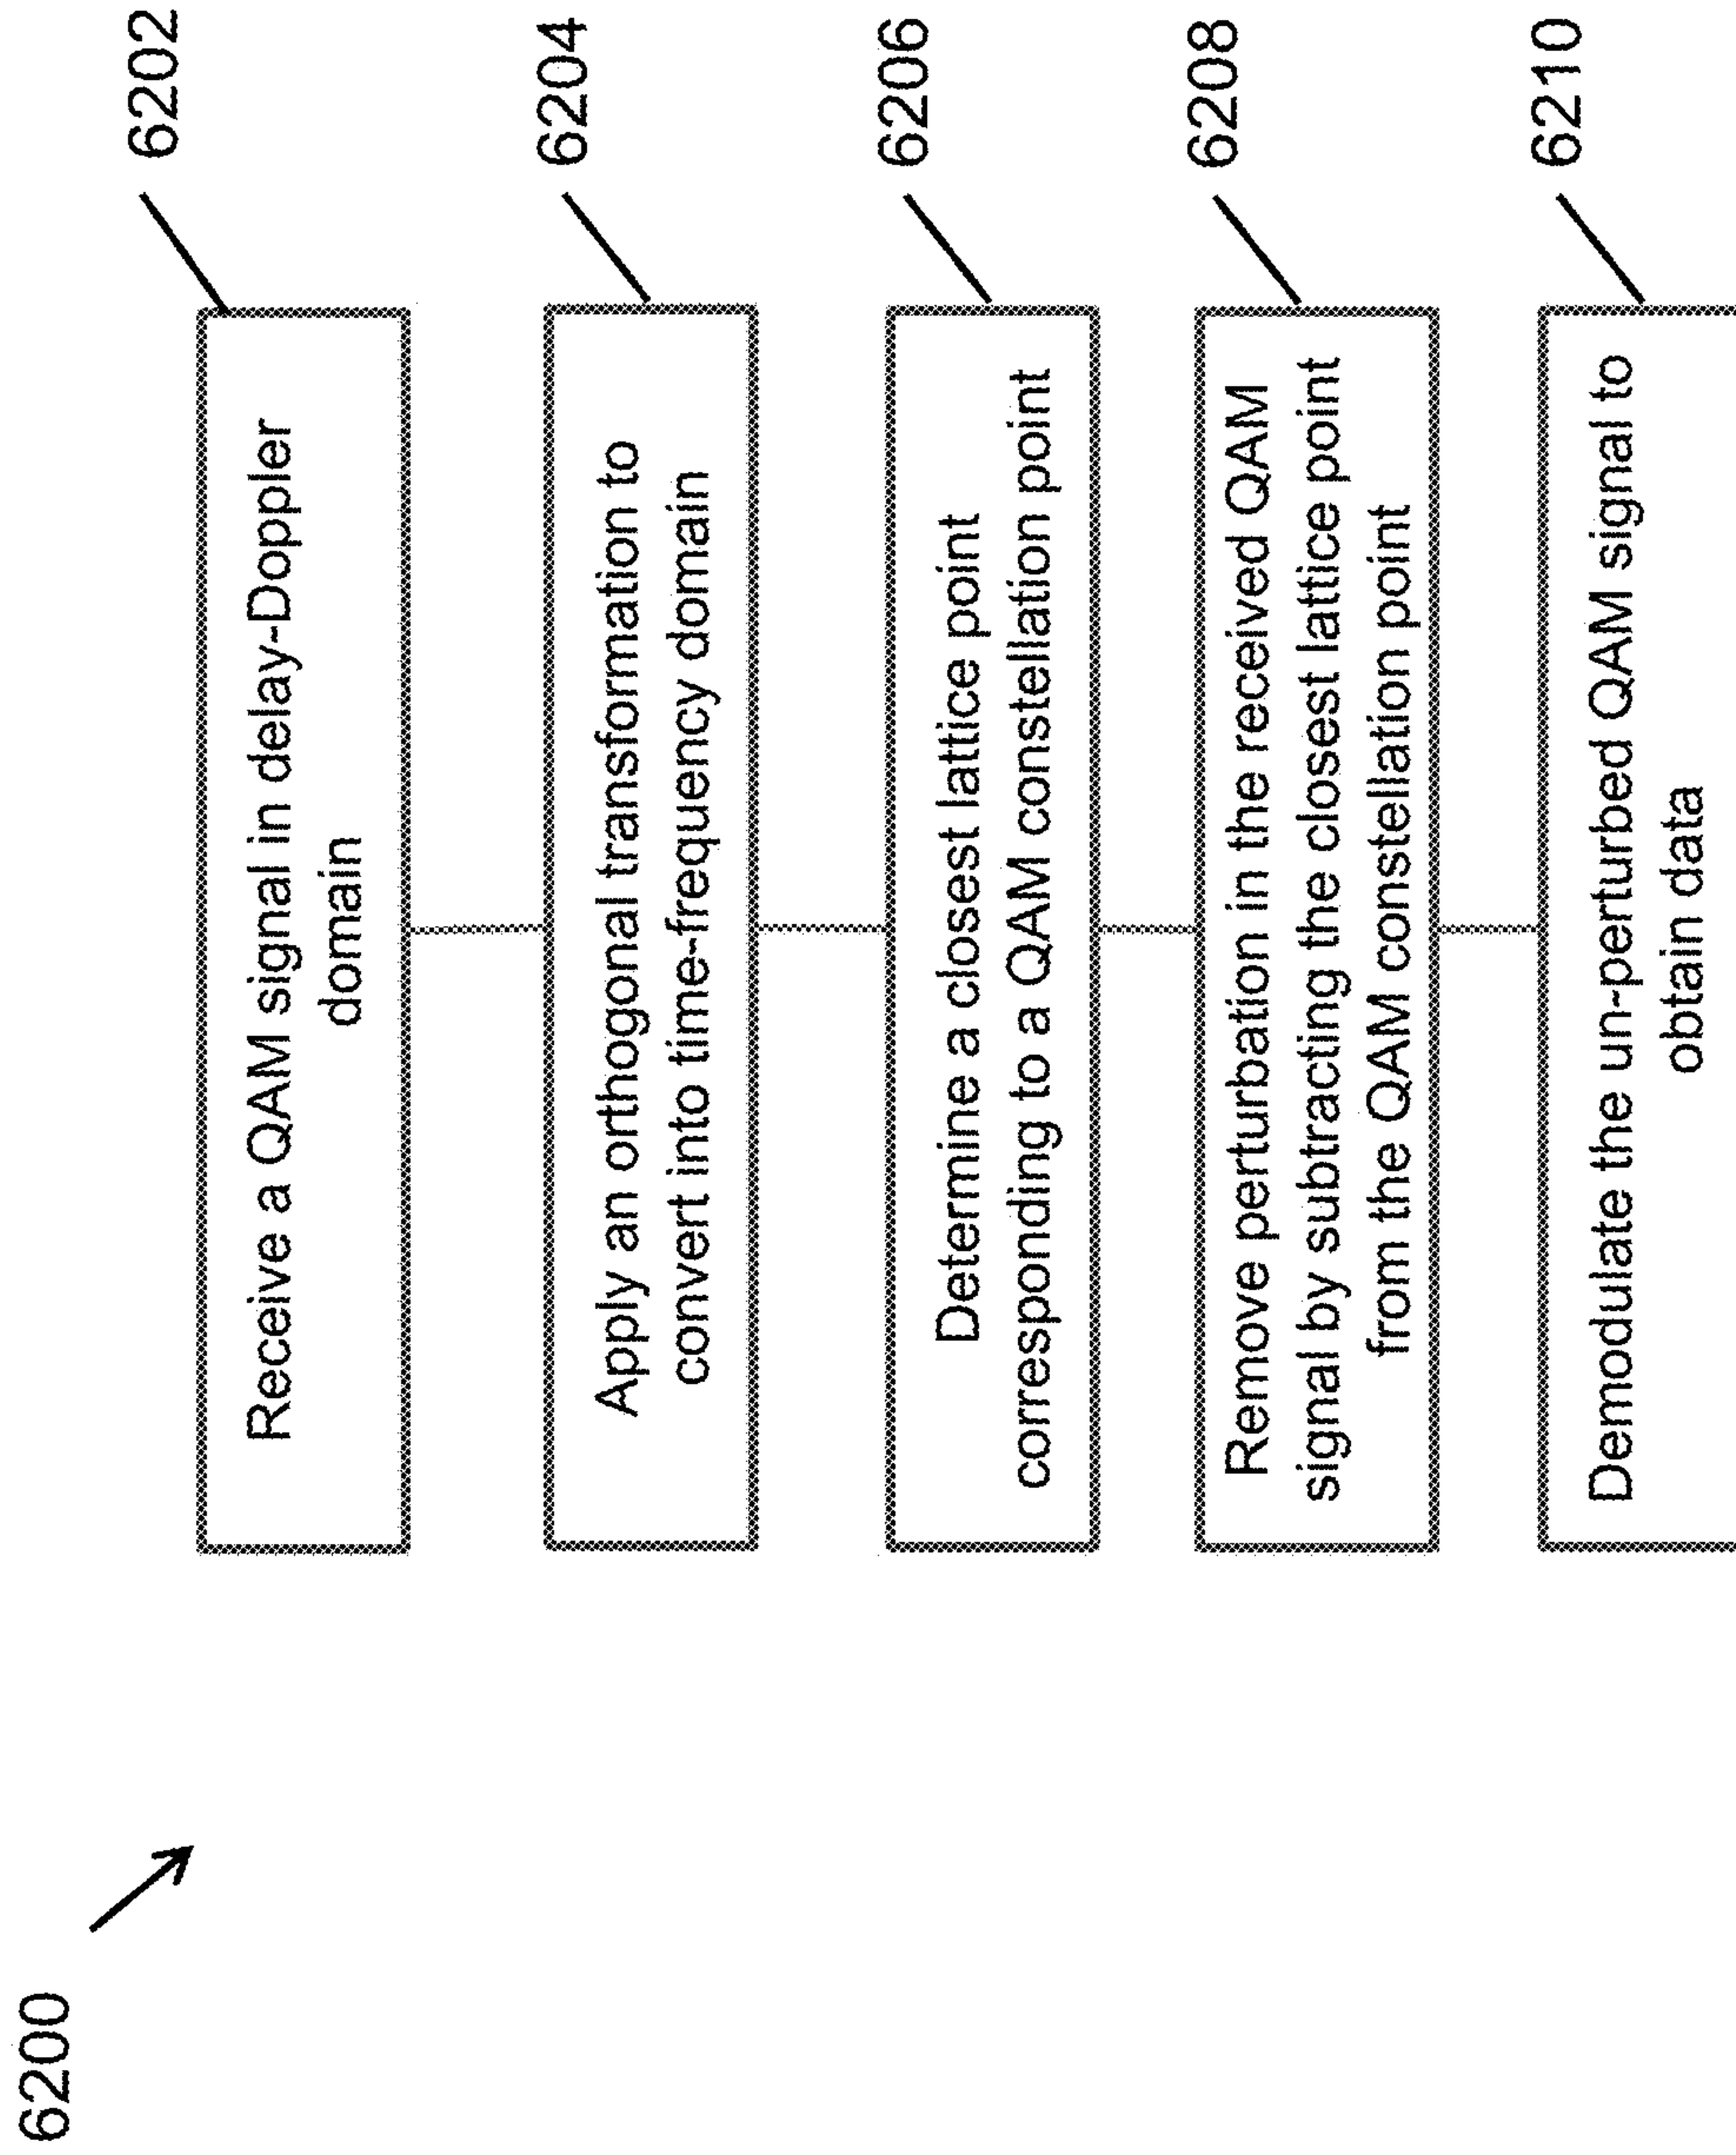 6200
Receive a QAM signal in delay-Doppler
domain
6202
Apply an orthogonal transformation to
convert into time-frequency domain
6204
Determine a closest lattice point
corresponding to a QAM constellation point
6206
Remove perturbation in the received QAM
signal by subtracting the closest lattice point
from the QAM constellation point
6208
Demodulate the un-perturbed QAM signal to
obtain data
6210